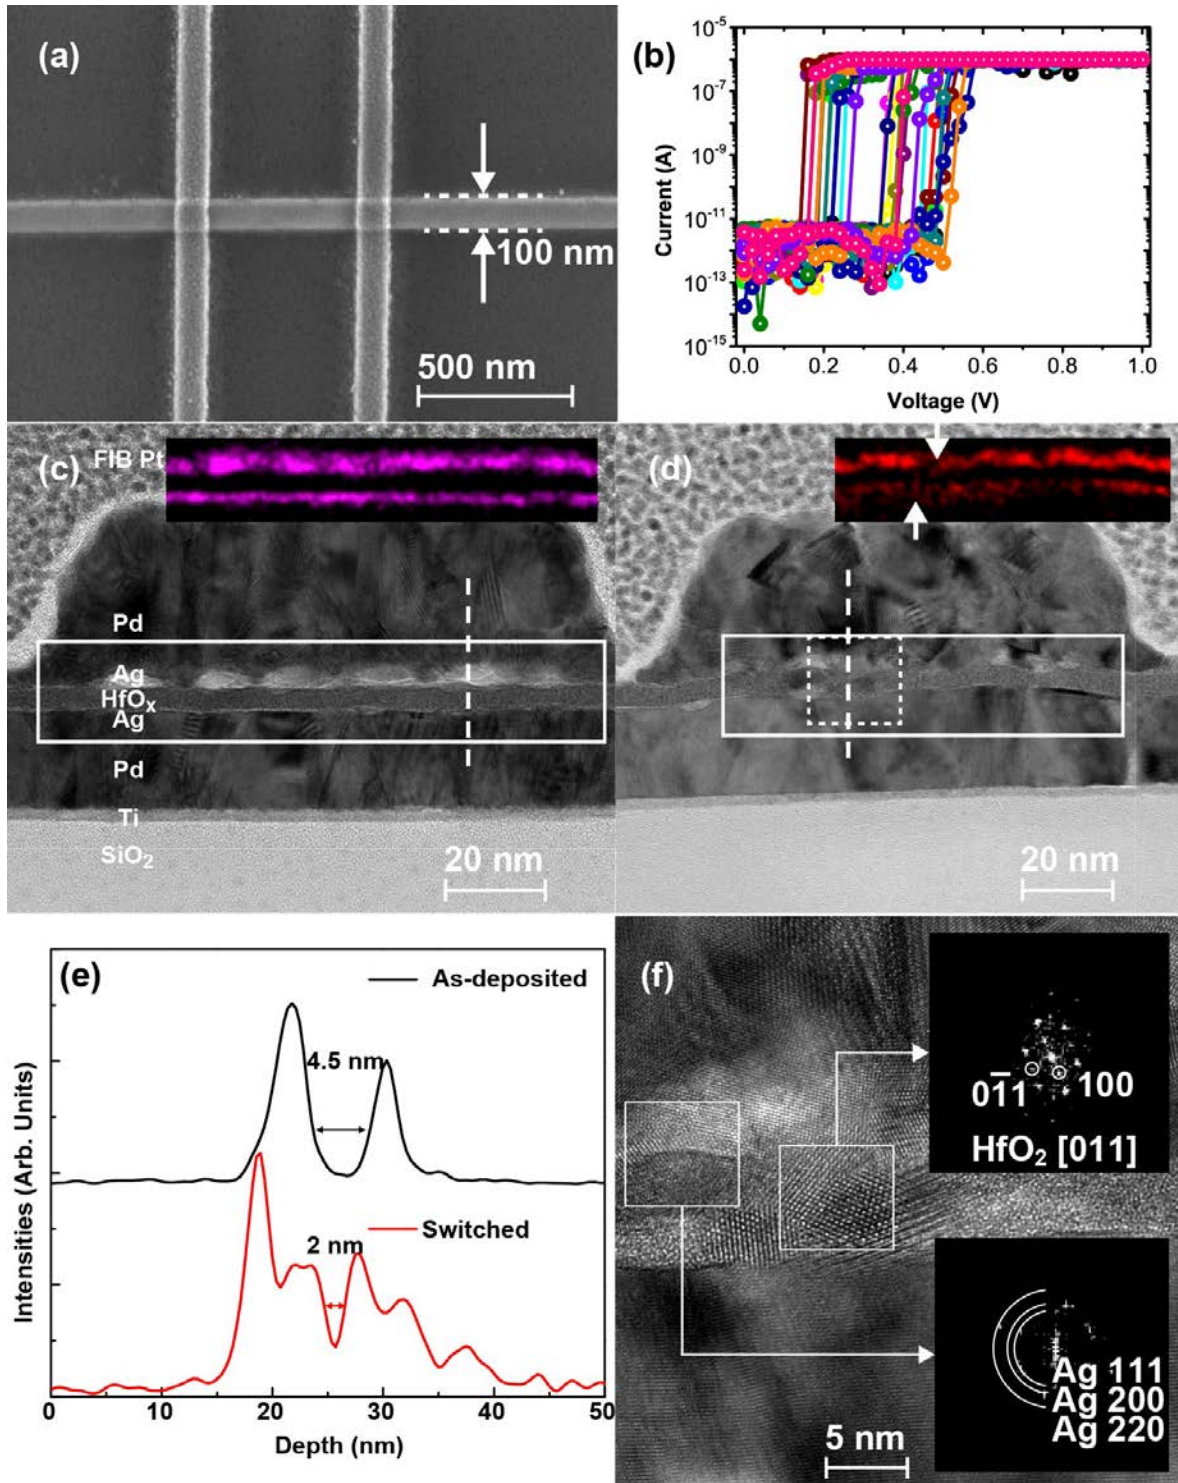 (a)
100 nm
500 nm
(b)
Current (A)
10⁻⁵
10⁻⁷
10⁻⁹
10⁻¹¹
10⁻¹³
10⁻¹⁵
0.0 0.2 0.4 0.6 0.8 1.0
Voltage (V)
(c)
FIB Pt
Pd
Ag
HfOₓ
Ag
Pd
Ti
SiO₂
20 nm
(d)
20 nm
(e)
As-deposited
4.5 nm
Switched
2 nm
Intensities (Arb. Units)
0 10 20 30 40 50
Depth (nm)
(f)
01̅1 100
HfO₂ [011]
Ag 111
Ag 200
Ag 220
5 nm